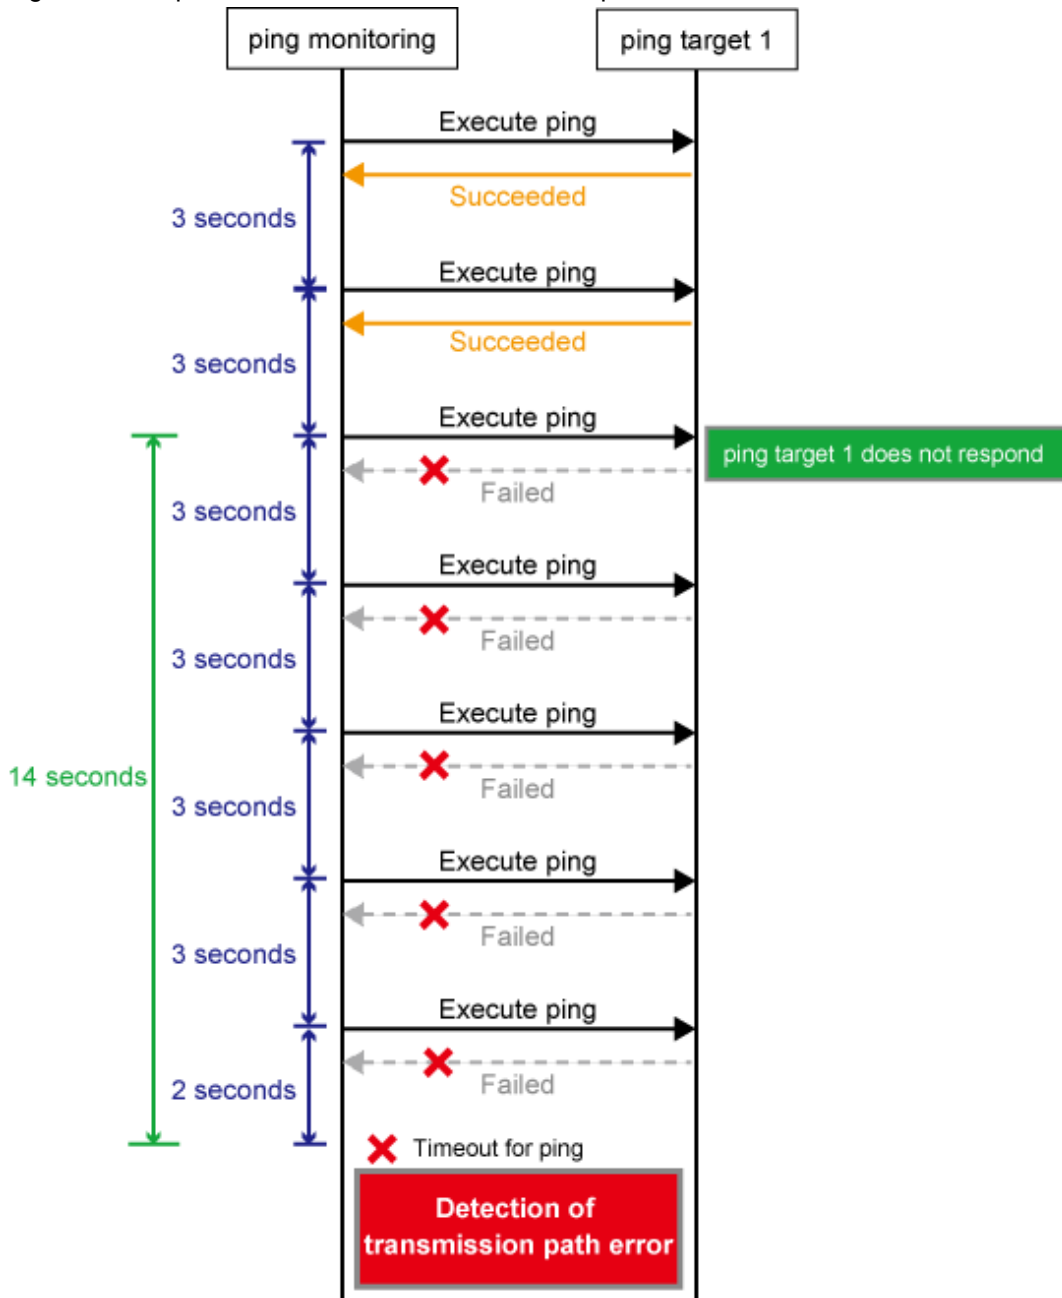 ping monitoring
ping target 1
Execute ping
Succeeded
3 seconds
Execute ping
Succeeded
3 seconds
Execute ping
ping target 1 does not respond
Failed
3 seconds
Execute ping
Failed
3 seconds
Execute ping
Failed
14 seconds
3 seconds
Execute ping
Failed
3 seconds
Execute ping
Failed
2 seconds
Timeout for ping
Detection of
transmission path error